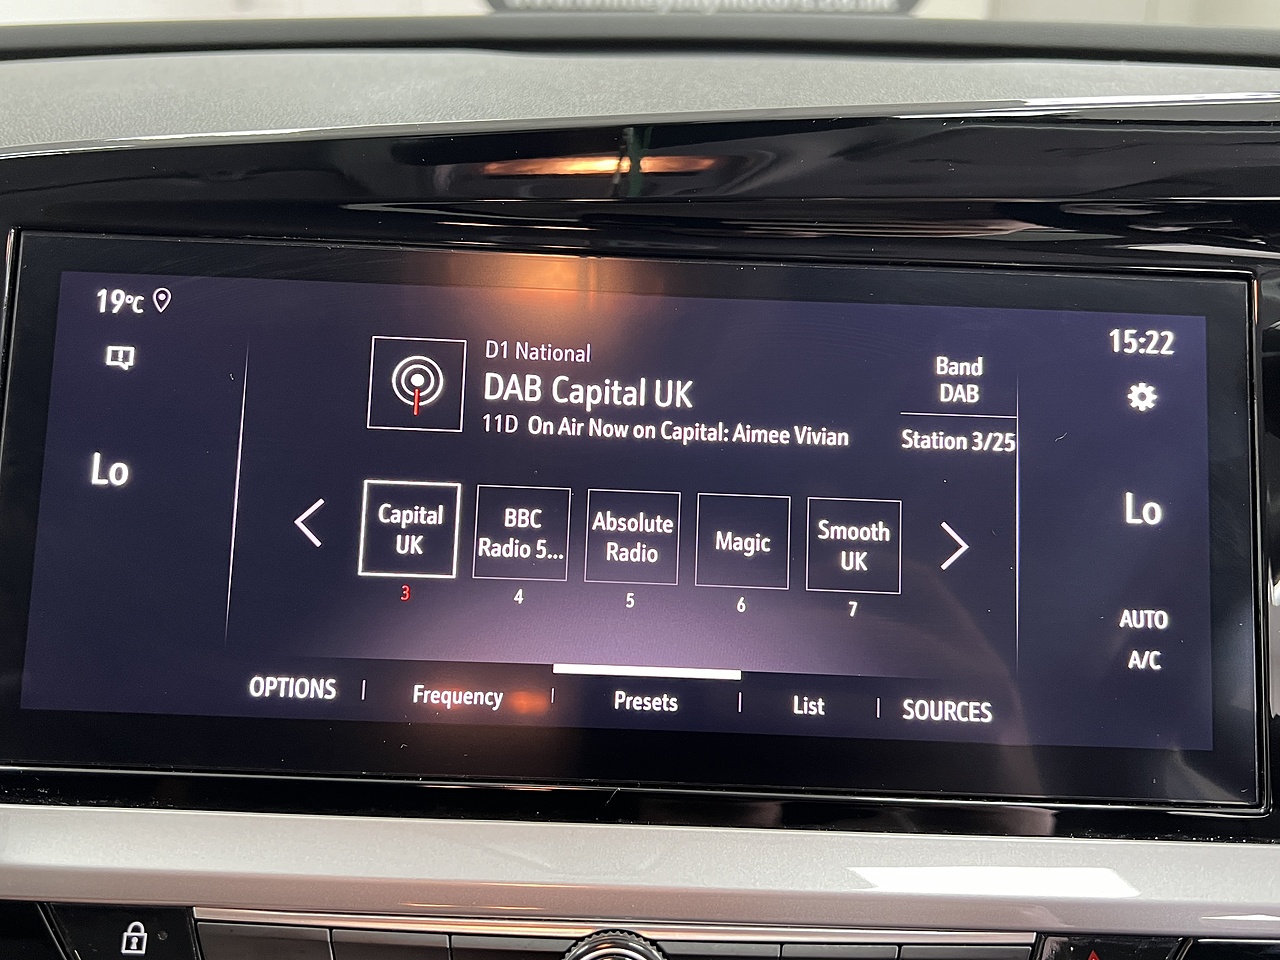 19°C
15:22
D1 National
DAB Capital UK
11D On Air Now on Capital: Aimee Vivian
Band
DAB
Station 3/25
Lo
Lo
Capital
UK
BBC
Radio 5...
Absolute
Radio
Magic
Smooth
UK
3
4
5
6
7
AUTO
A/C
OPTIONS
Frequency
Presets
List
SOURCES